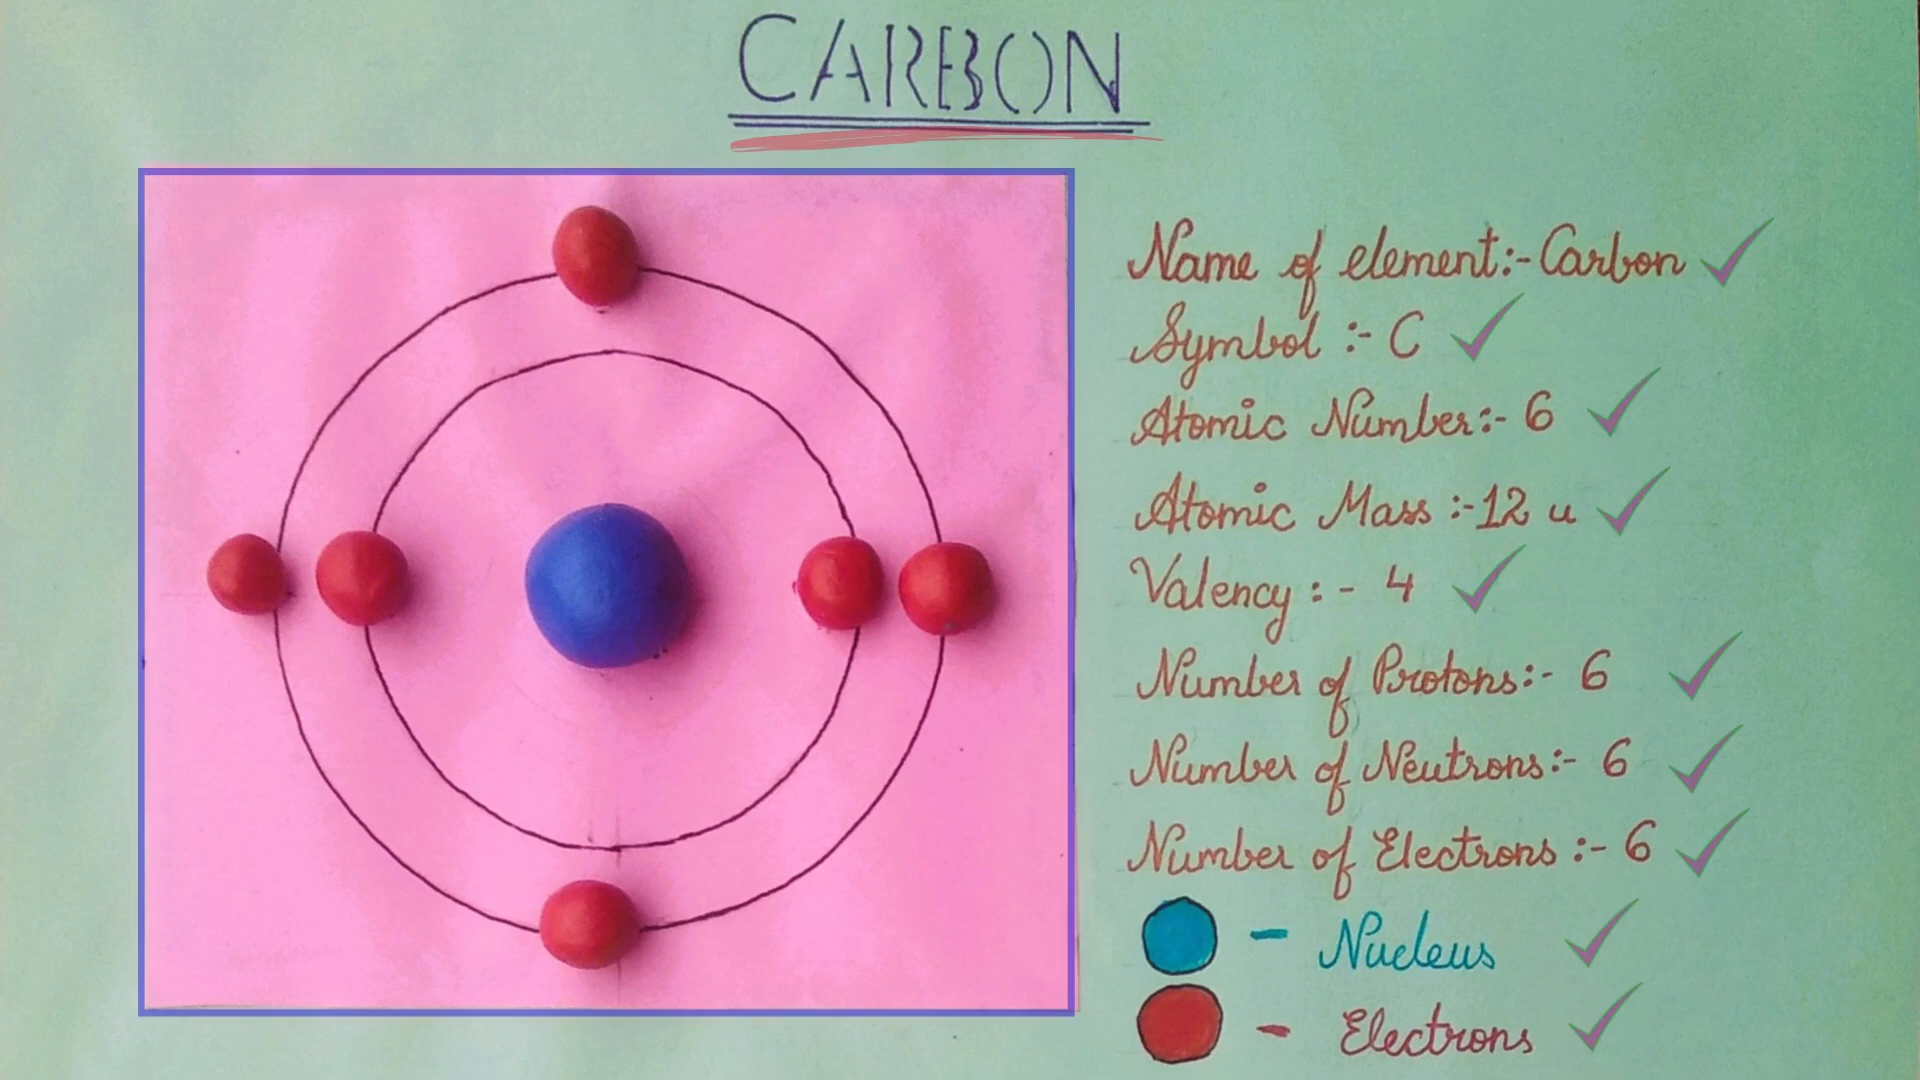 CARBON
Name of element:- Carbon
Symbol :- C
Atomic Number:- 6
Atomic Mass :- 12 u
Valency : - 4
Number of Protons:- 6
Number of Neutrons:- 6
Number of Electrons :- 6
- Nucleus
- Electrons